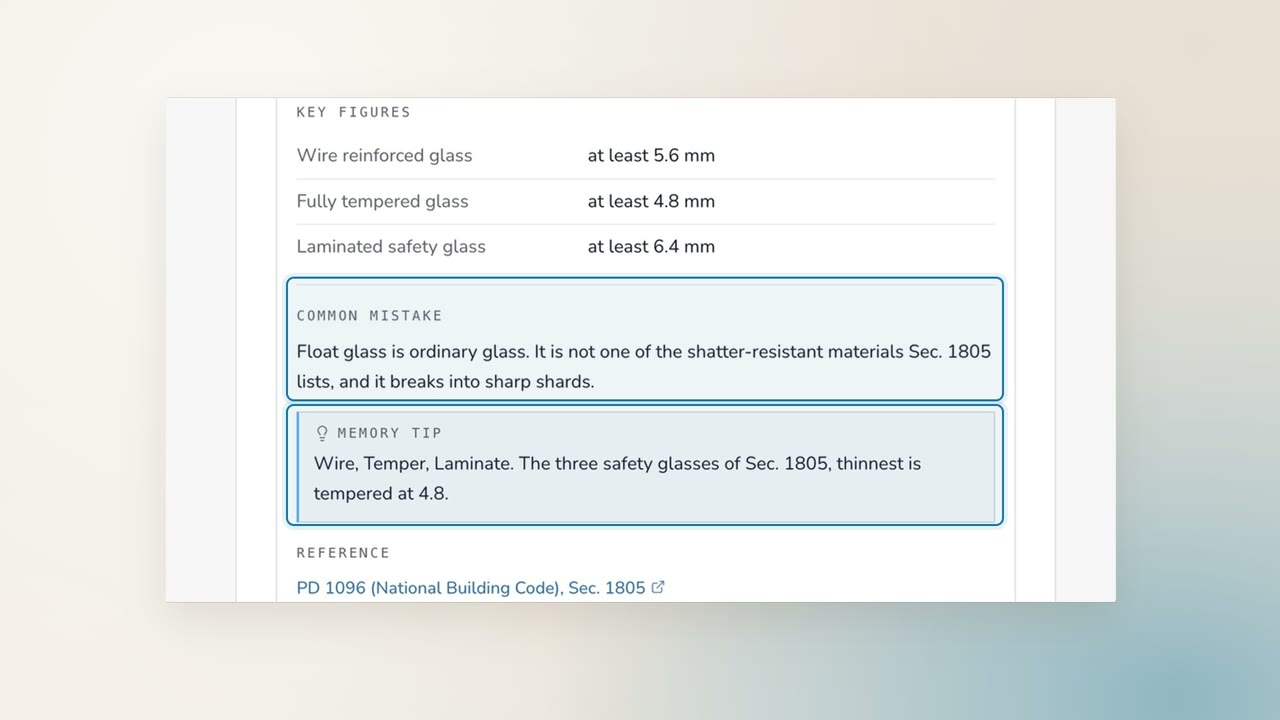 KEY FIGURES
Wire reinforced glass at least 5.6 mm
Fully tempered glass at least 4.8 mm
Laminated safety glass at least 6.4 mm
COMMON MISTAKE
Float glass is ordinary glass. It is not one of the shatter-resistant materials Sec. 1805
lists, and it breaks into sharp shards.
MEMORY TIP
Wire, Temper, Laminate. The three safety glasses of Sec. 1805, thinnest is
tempered at 4.8.
REFERENCE
PD 1096 (National Building Code), Sec. 1805